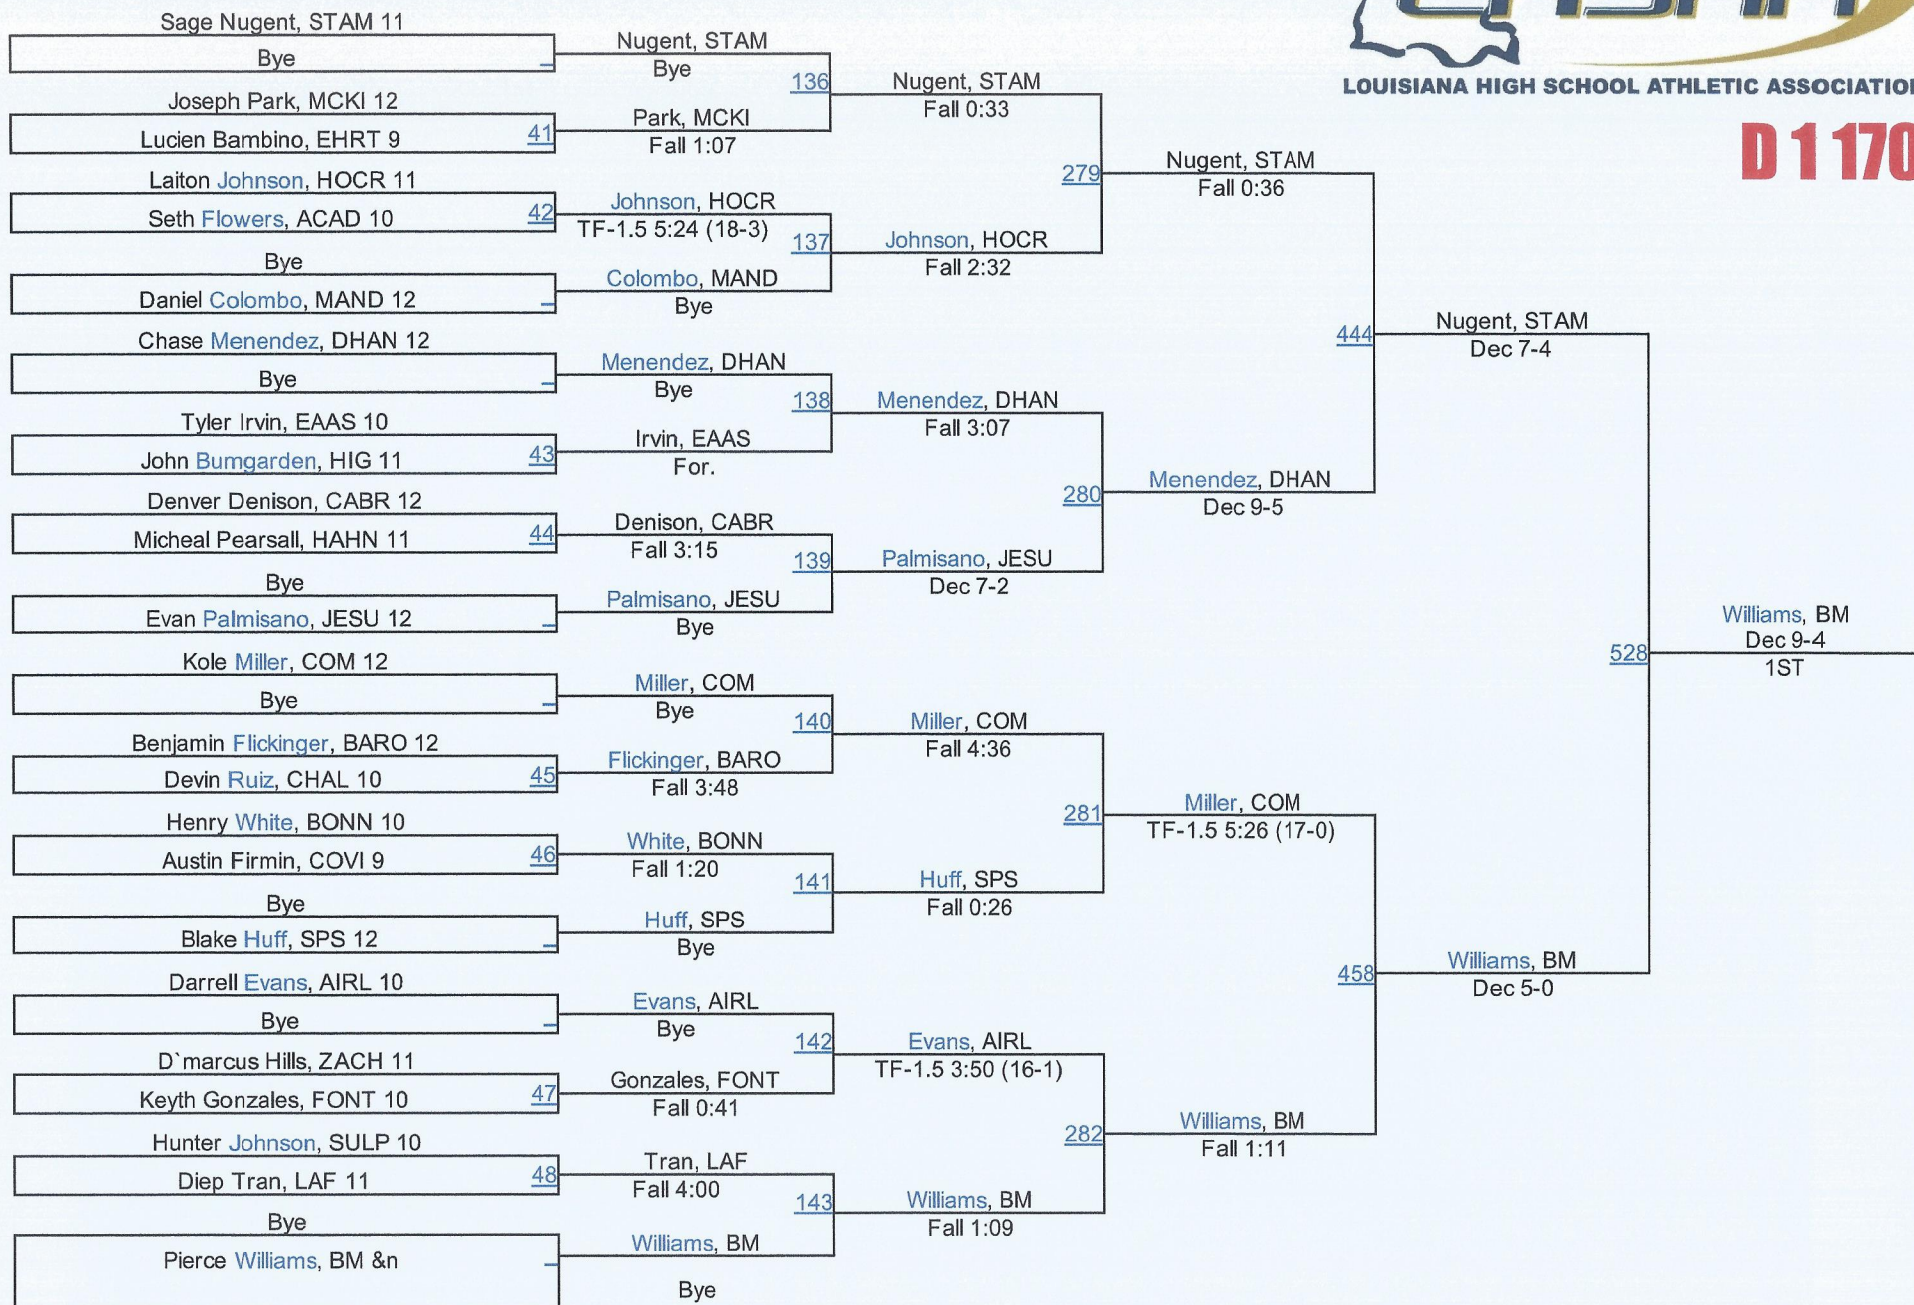 LOUISIANA HIGH SCHOOL ATHLETIC ASSOCIATION
D 1 170
Sage Nugent, STAM 11
Bye
Joseph Park, MCKI 12
41
Lucien Bambino, EHRT 9
Laiton Johnson, HOCR 11
42
Seth Flowers, ACAD 10
Bye
Daniel Colombo, MAND 12
Chase Menendez, DHAN 12
Bye
Tyler Irvin, EAAS 10
43
John Bumgarden, HIG 11
Denver Denison, CABR 12
44
Micheal Pearsall, HAHN 11
Bye
Evan Palmisano, JESU 12
Kole Miller, COM 12
Bye
Benjamin Flickinger, BARO 12
45
Devin Ruiz, CHAL 10
Henry White, BONN 10
46
Austin Firmin, COVI 9
Bye
Blake Huff, SPS 12
Darrell Evans, AIRL 10
Bye
D`marcus Hills, ZACH 11
47
Keyth Gonzales, FONT 10
Hunter Johnson, SULP 10
48
Diep Tran, LAF 11
Bye
Pierce Williams, BM &n
Nugent, STAM
Bye
136
Park, MCKI
Fall 1:07
Johnson, HOCR
TF-1.5 5:24 (18-3)
137
Colombo, MAND
Bye
Menendez, DHAN
Bye
138
Irvin, EAAS
For.
Denison, CABR
Fall 3:15
139
Palmisano, JESU
Bye
Miller, COM
Bye
140
Flickinger, BARO
Fall 3:48
White, BONN
Fall 1:20
141
Huff, SPS
Bye
Evans, AIRL
Bye
142
Gonzales, FONT
Fall 0:41
Tran, LAF
Fall 4:00
143
Williams, BM
Bye
Nugent, STAM
Fall 0:33
279
Johnson, HOCR
Fall 2:32
Menendez, DHAN
Fall 3:07
280
Palmisano, JESU
Dec 7-2
Miller, COM
Fall 4:36
281
Huff, SPS
Fall 0:26
Evans, AIRL
TF-1.5 3:50 (16-1)
282
Williams, BM
Fall 1:09
Nugent, STAM
Fall 0:36
444
Menendez, DHAN
Dec 9-5
Miller, COM
TF-1.5 5:26 (17-0)
458
Williams, BM
Fall 1:11
Nugent, STAM
Dec 7-4
528
Williams, BM
Dec 5-0
Williams, BM
Dec 9-4
1ST